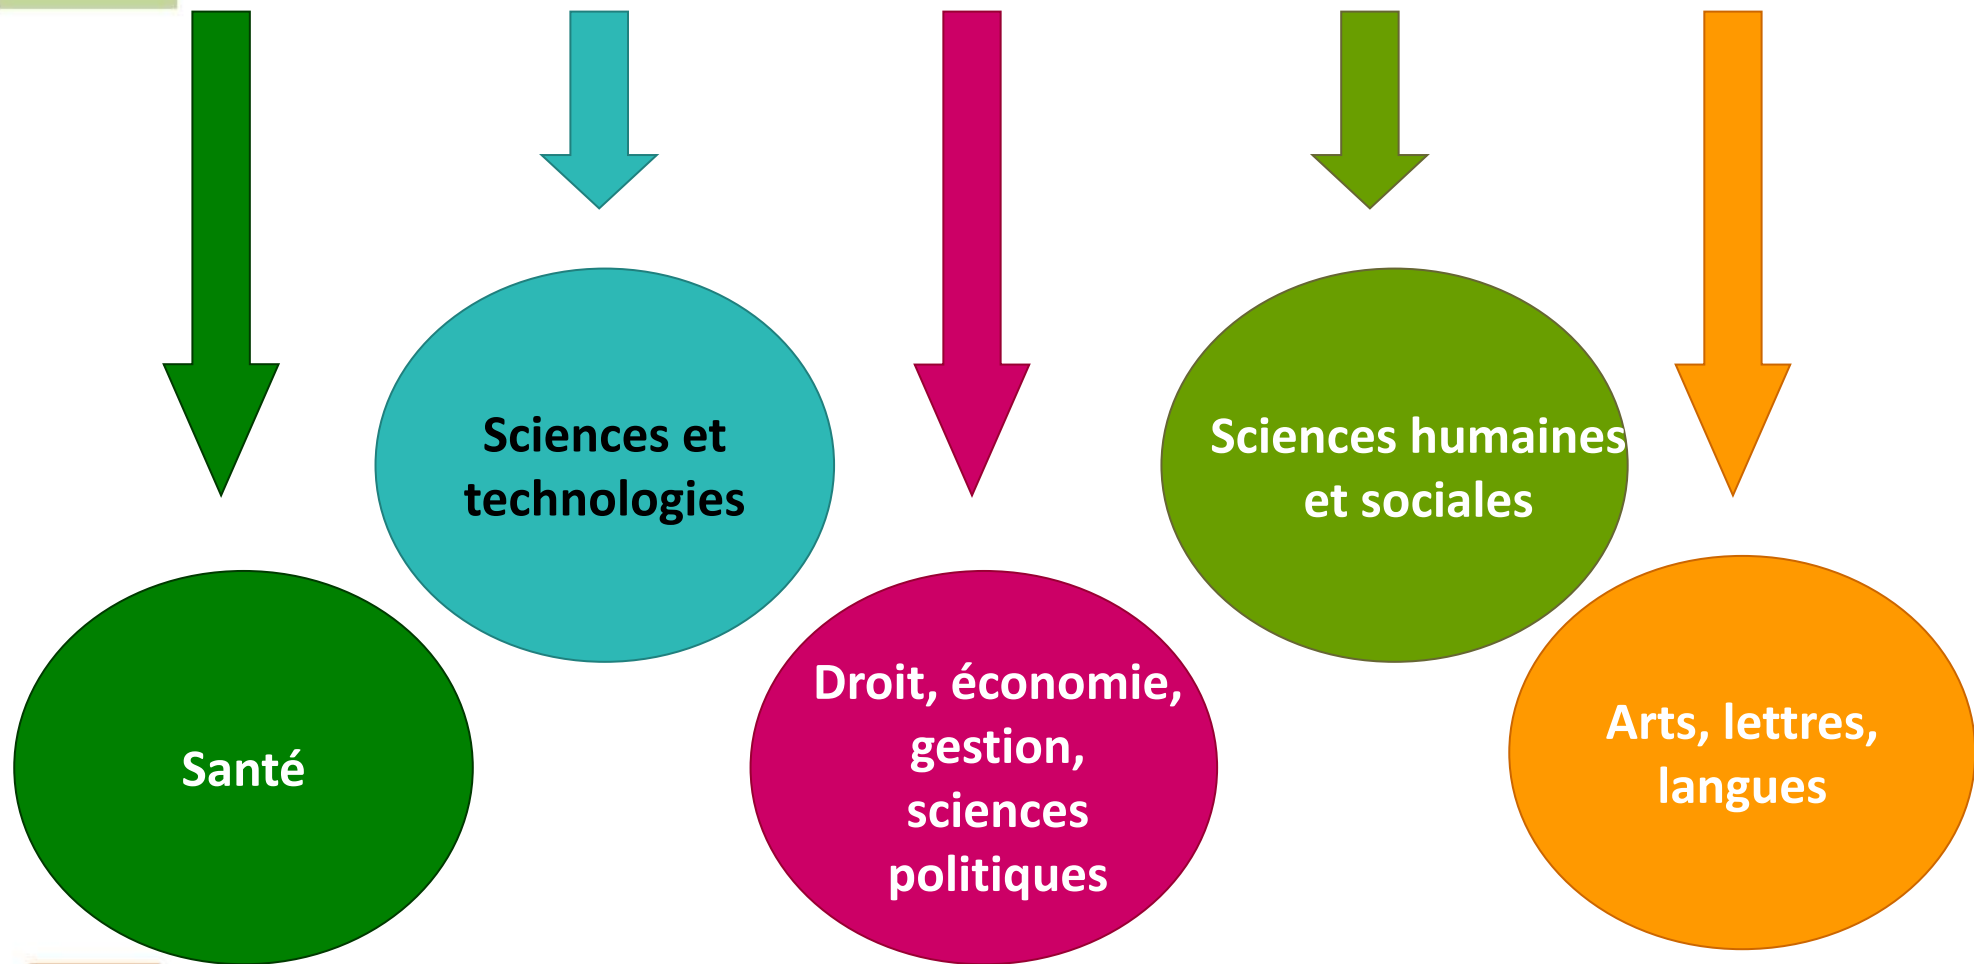 Santé
Sciences et
technologies
Droit, économie,
gestion,
sciences
politiques
Sciences humaines
et sociales
Arts, lettres,
langues